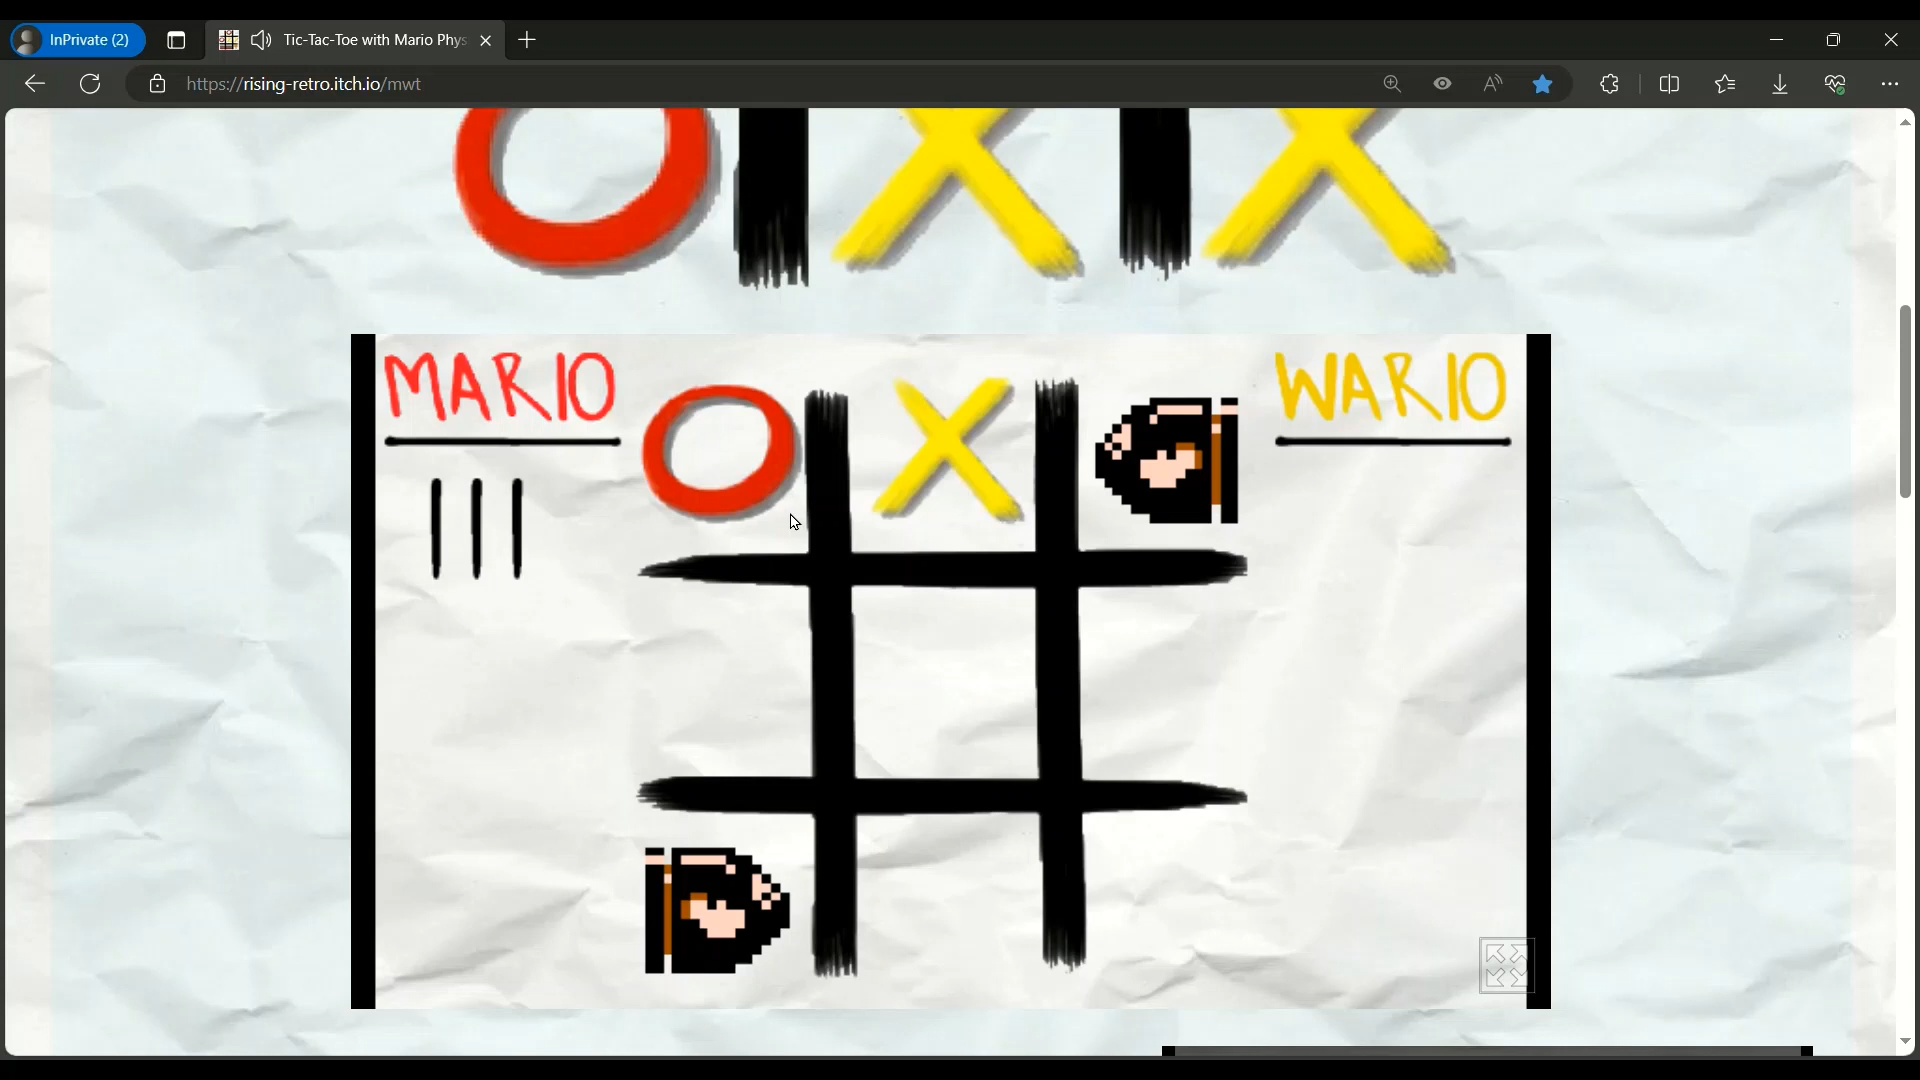 InPrivate (2)
Tic-Tac-Toe with Mario Phys
https://rising-retro.itch.io/mwt
O X X
MARIO
WARIO
O X